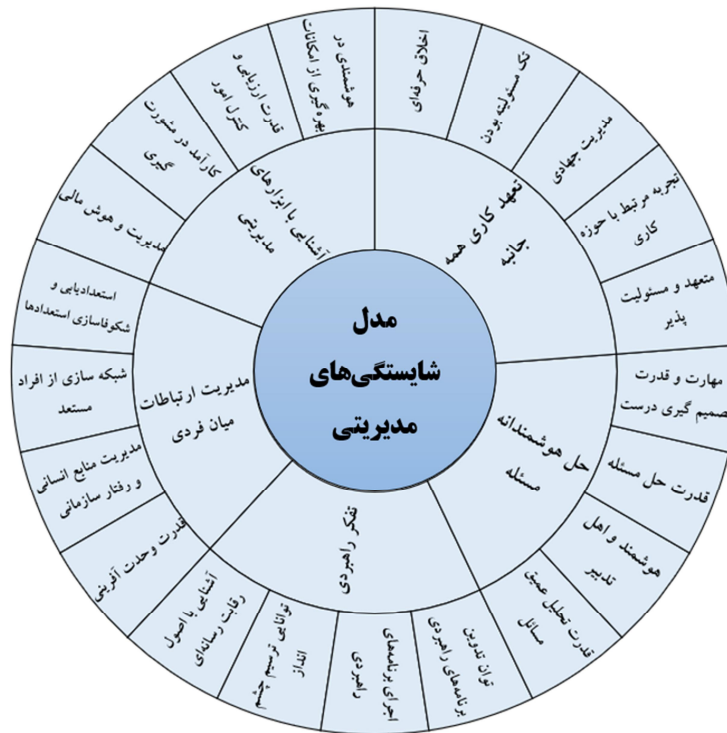 مدل
شایستگی‌های
مدیریتی
تعهد کاری همه
جانبه
حل هوشمندانه
مسئله
تفکر راهبردی
مدیریت ارتباطات
میان فردی
آشنایی با ابزارهای
مدیریتی
اخلاق حرفه‌ای
تک مسئولیته بودن
مدیریت جهادی
تجربه مرتبط با حوزه
کاری
متعهد و مسئولیت
پذیر
مهارت و قدرت
صمیم گیری درست
قدرت حل مسئله
هوشمند و اهل
تدبیر
قدرت تحلیل عمیق
مسائل
توان تدوین
برنامه‌های راهبردی
اجرای برنامه‌های
راهبردی
توانایی ترسیم چشم
انداز
آشنایی با اصول
رقابت رسانه‌ای
قدرت وحدت آفرینی
مدیریت منابع انسانی
و رفتار سازمانی
شبکه سازی از افراد
مستعد
استعدادیابی و
شکوفاسازی استعدادها
مدیریت و هوش مالی
کارآمد در مشورت
گیری
قدرت ارزیابی و
کنترل امور
هوشمندی در
بهره‌گیری از امکانات